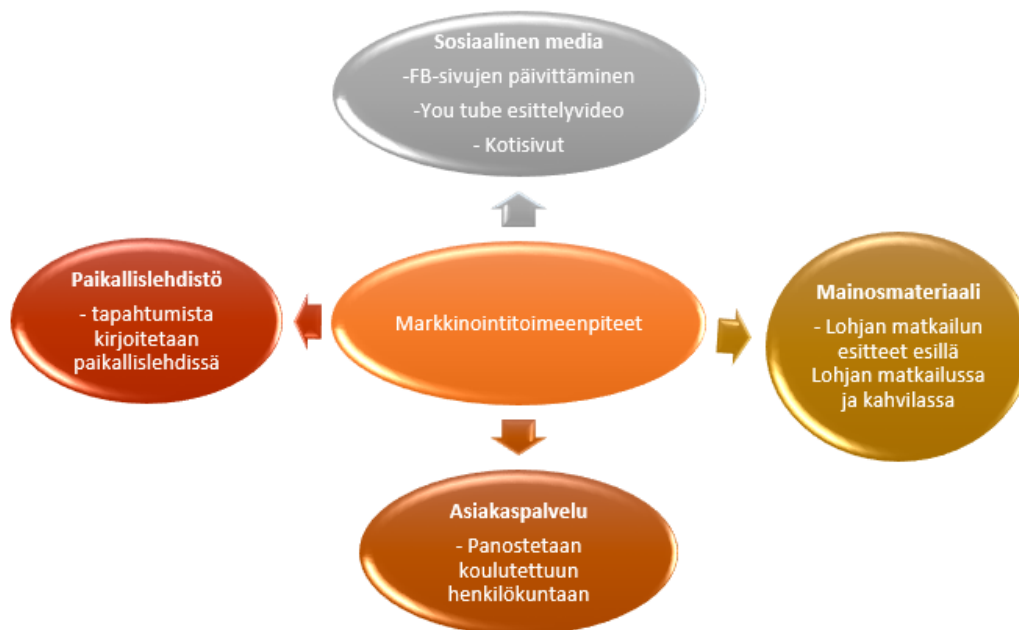 Sosiaalinen media
-FB-sivujen päivittäminen
-You tube esittelyvideo
- Kotisivut
Paikallislehdistö
- tapahtumista
kirjoitetaan
paikallislehdissä
Markkinointitoimeenpiteet
Mainosmateriaali
- Lohjan matkailun
esitteet esillä
Lohjan matkailussa
ja kahvilassa
Asiakaspalvelu
- Panostetaan
koulutettuun
henkilökuntaan